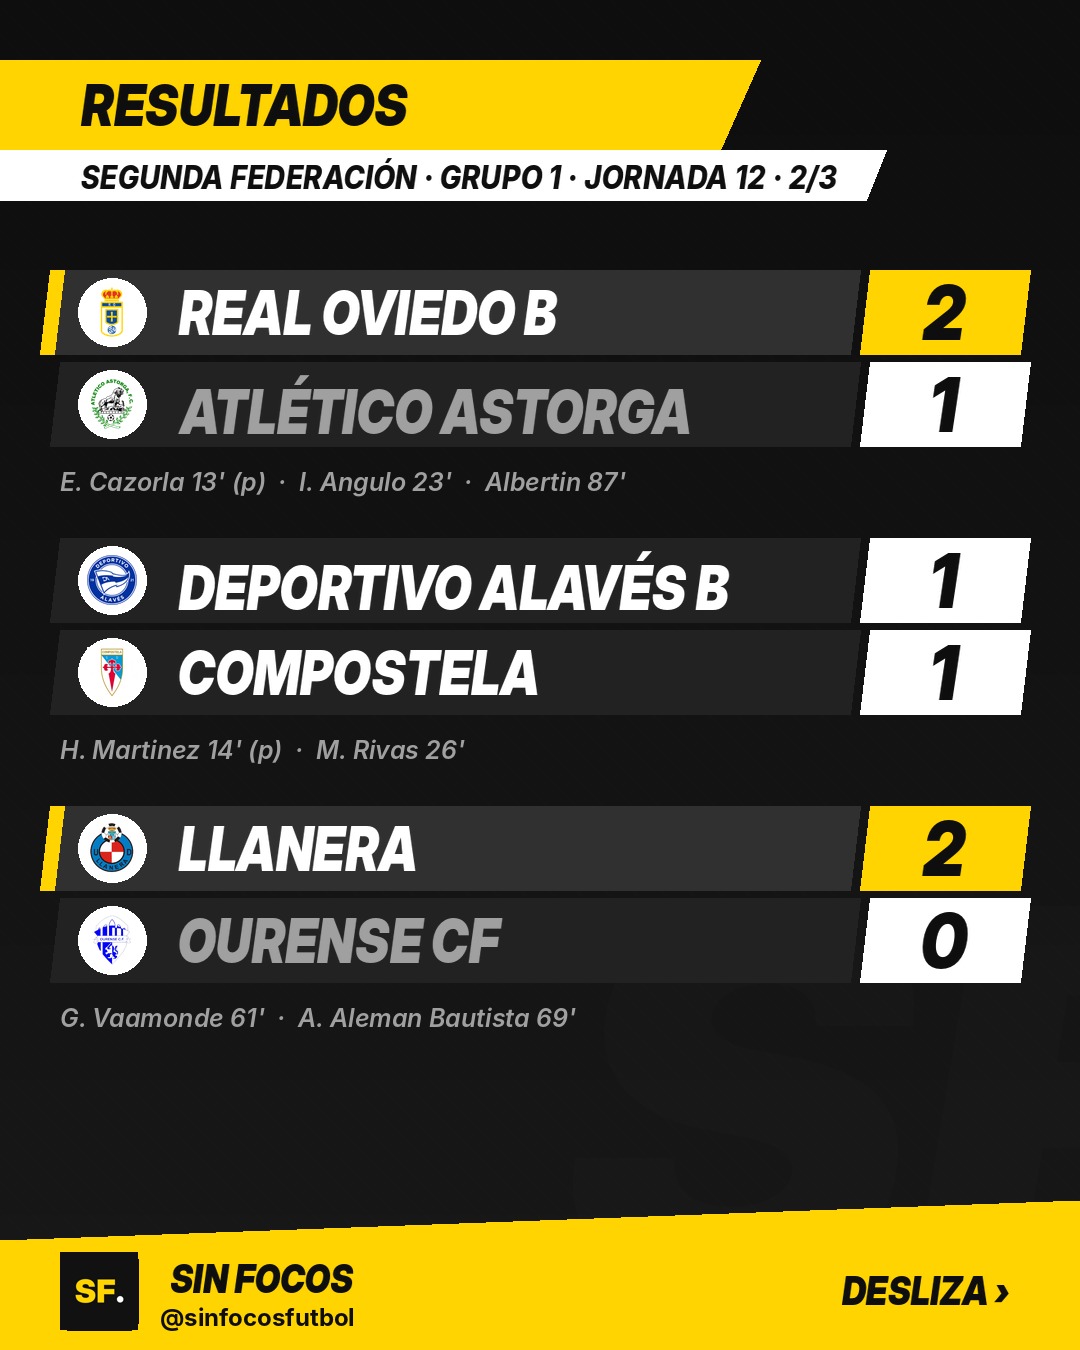 RESULTADOS
SEGUNDA FEDERACIÓN · GRUPO 1 · JORNADA 12 · 2/3
REAL OVIEDO B
2
ATLÉTICO ASTORGA
1
E. Cazorla 13' (p) · I. Angulo 23' · Albertin 87'
DEPORTIVO ALAVÉS B
1
COMPOSTELA
1
H. Martinez 14' (p) · M. Rivas 26'
LLANERA
2
OURENSE CF
0
G. Vaamonde 61' · A. Aleman Bautista 69'
SF.
SIN FOCOS
@sinfocosfutbol
DESLIZA ›